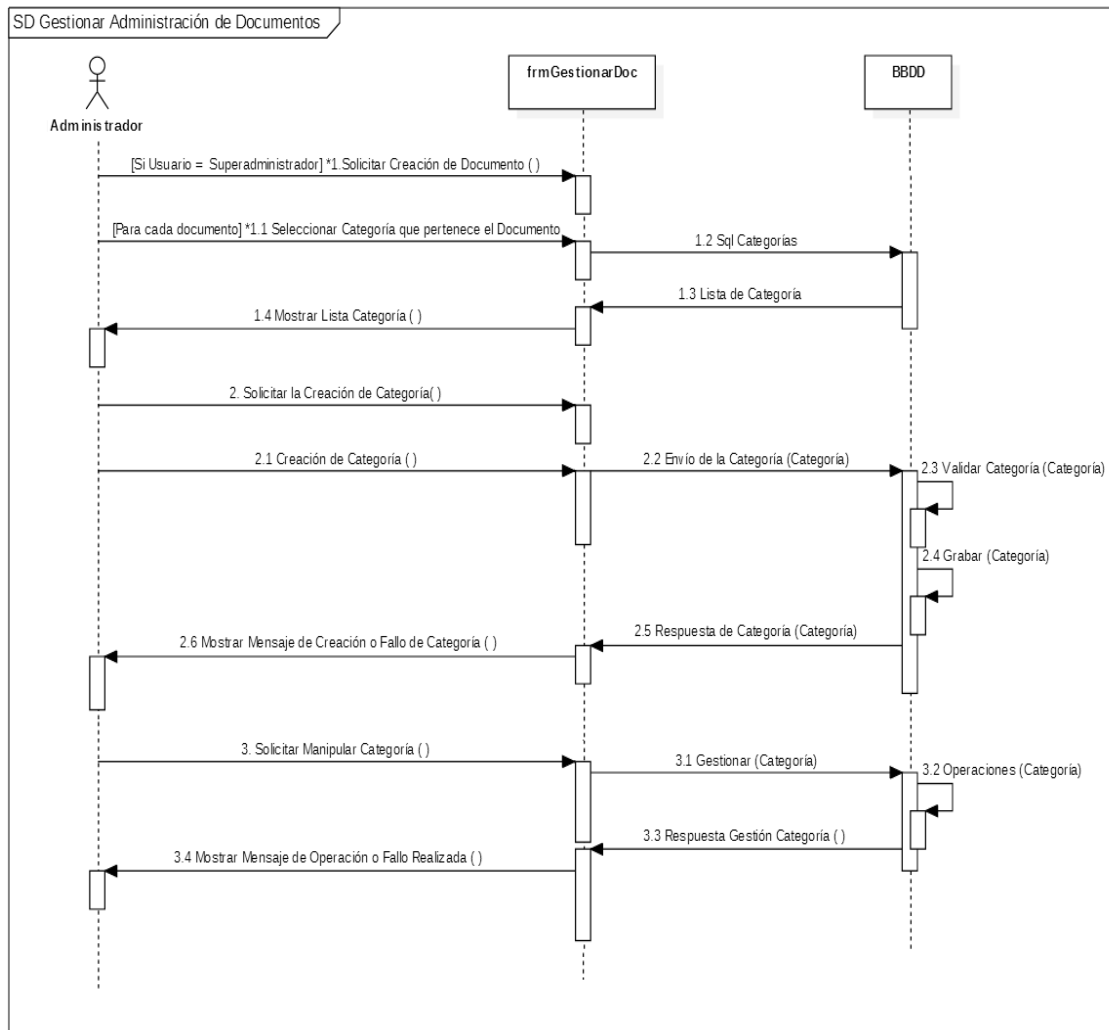 SD Gestionar Administración de Documentos
frmGestionarDoc
BBDD
Administrador
[Si Usuario = Superadministrador] *1.Solicitar Creación de Documento ( )
[Para cada documento] *1.1 Seleccionar Categoría que pertenece el Documento
1.2 Sql Categorías
1.3 Lista de Categoría
1.4 Mostrar Lista Categoría ( )
2. Solicitar la Creación de Categoría( )
2.1 Creación de Categoría ( )
2.2 Envío de la Categoría (Categoría)
2.3 Validar Categoría (Categoría)
2.4 Grabar (Categoría)
2.5 Respuesta de Categoría (Categoría)
2.6 Mostrar Mensaje de Creación o Fallo de Categoría ( )
3. Solicitar Manipular Categoría ( )
3.1 Gestionar (Categoría)
3.2 Operaciones (Categoría)
3.3 Respuesta Gestión Categoría ( )
3.4 Mostrar Mensaje de Operación o Fallo Realizada ( )